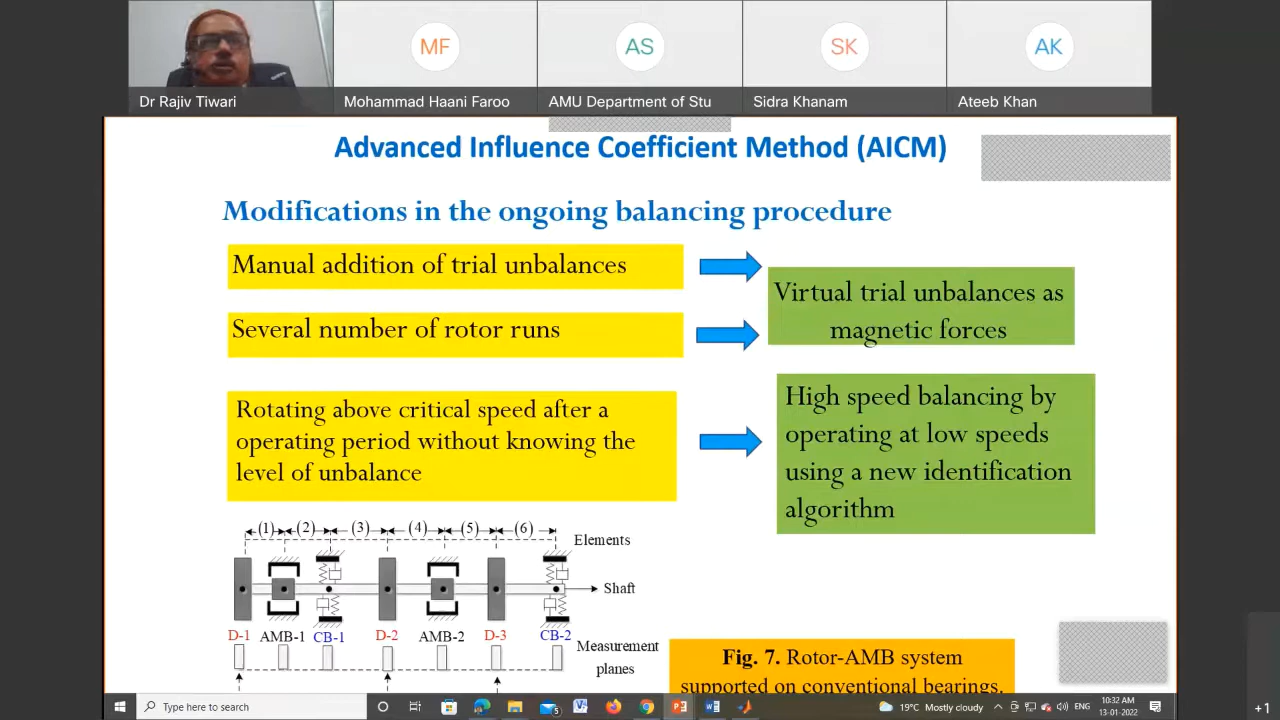 MF
AS
SK
AK
Dr Rajiv Tiwari
Mohammad Haani Faroo
AMU Department of Stu
Sidra Khanam
Ateeb Khan
Advanced Influence Coefficient Method (AICM)
Modifications in the ongoing balancing procedure
Manual addition of trial unbalances
Several number of rotor runs
Virtual trial unbalances as
magnetic forces
Rotating above critical speed after a
operating period without knowing the
level of unbalance
High speed balancing by
operating at low speeds
using a new identification
algorithm
(1) (2) (3) (4) (5) (6)
Elements
Shaft
D-1 AMB-1 CB-1 D-2 AMB-2 D-3 CB-2
Measurement
planes
Fig. 7. Rotor-AMB system
supported on conventional bearings.
Type here to search
5
19°C Mostly cloudy
ENG
10:32 AM
13-01-2022
+1